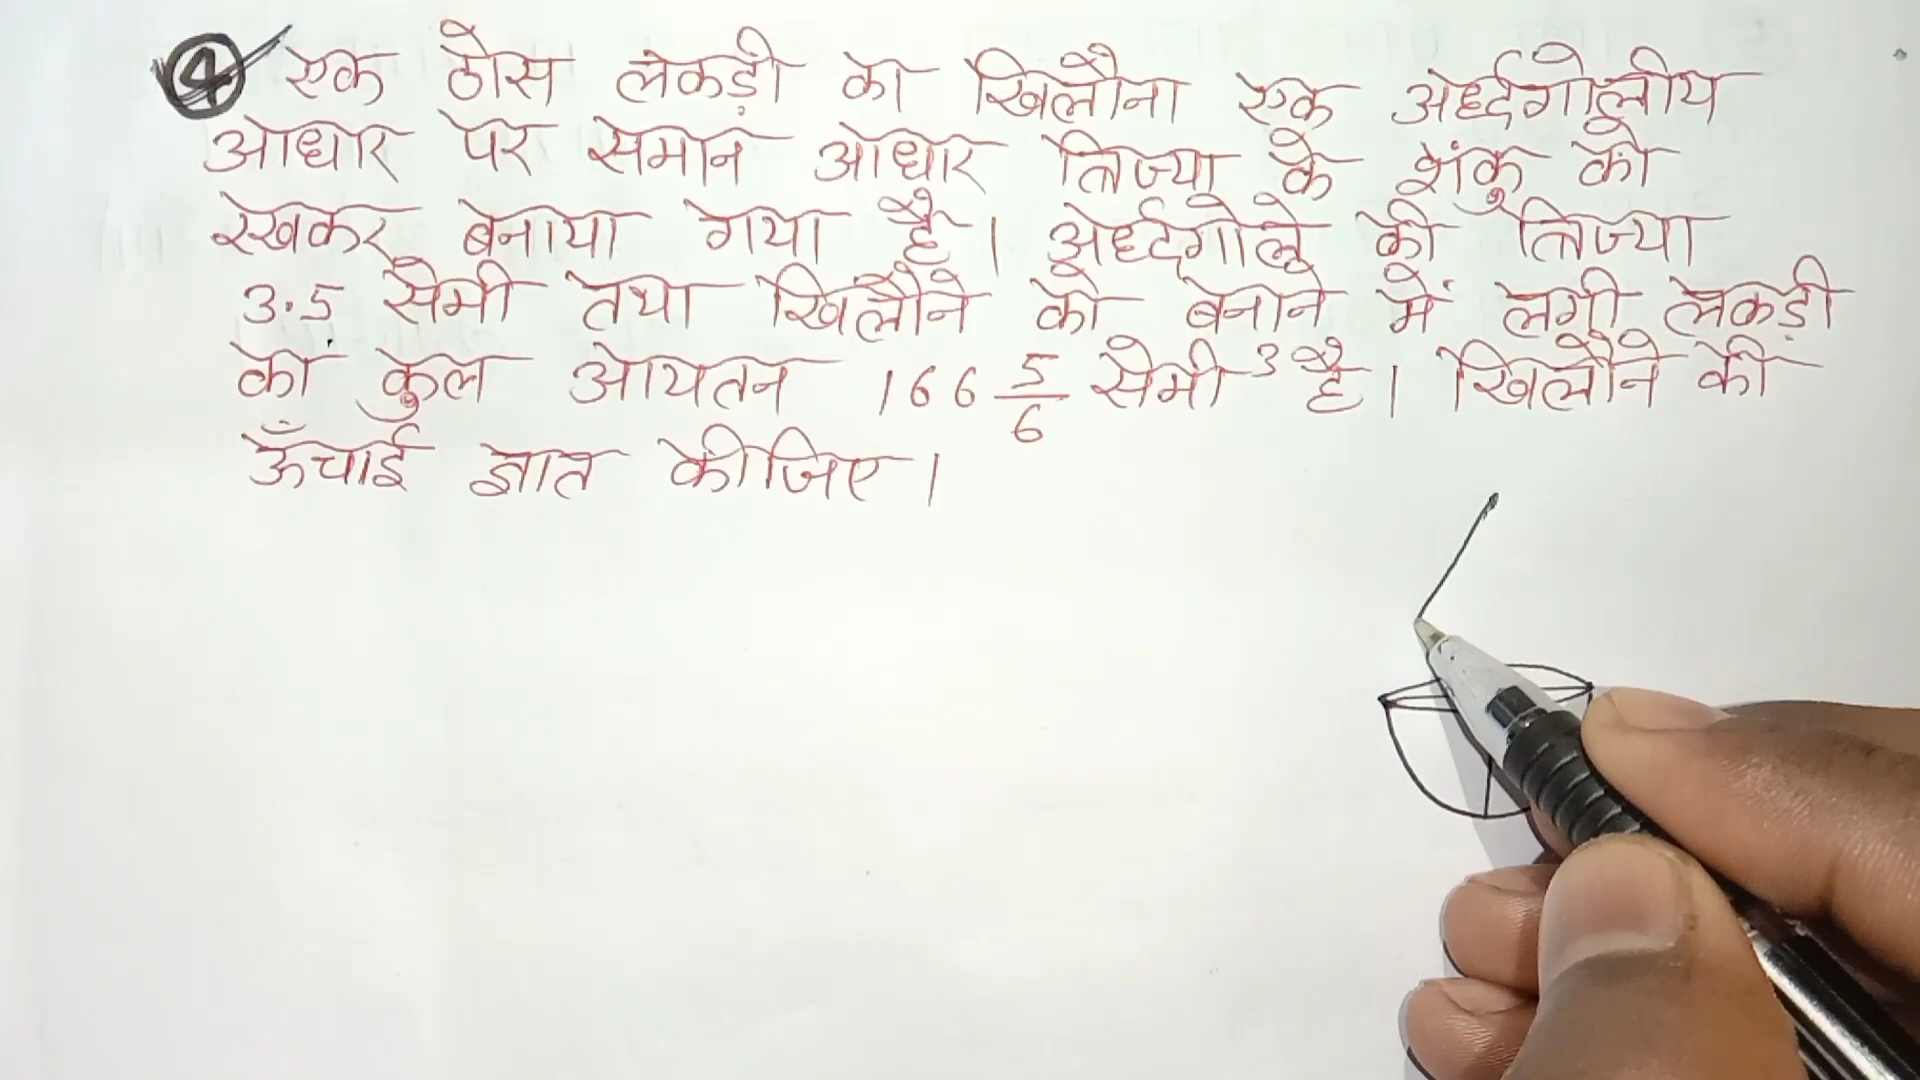 ④ एक ठोस लकड़ी का खिलौना एक अर्द्धगोलीय
आधार पर समान आधार त्रिज्या के शंकु को
रखकर बनाया गया है। अर्द्धगोले की त्रिज्या
3.5 सेमी तथा खिलौने को बनाने में लगी लकड़ी
का कुल आयतन 166 5/6 सेमी³ है। खिलौने की
ऊँचाई ज्ञात कीजिए।